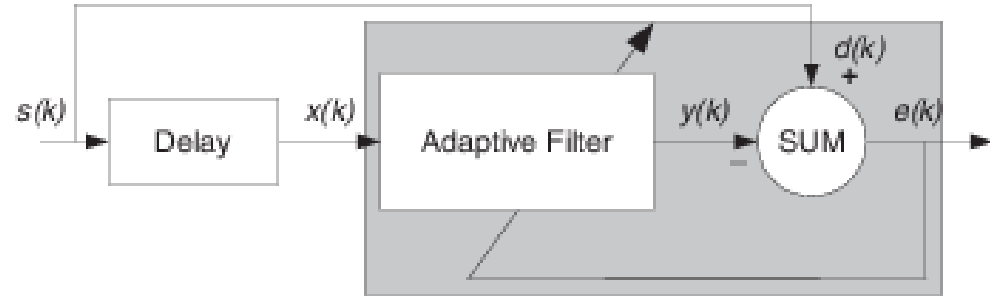 d(k)
+
s(k)
x(k)
y(k)
e(k)
Delay
Adaptive Filter
SUM
−